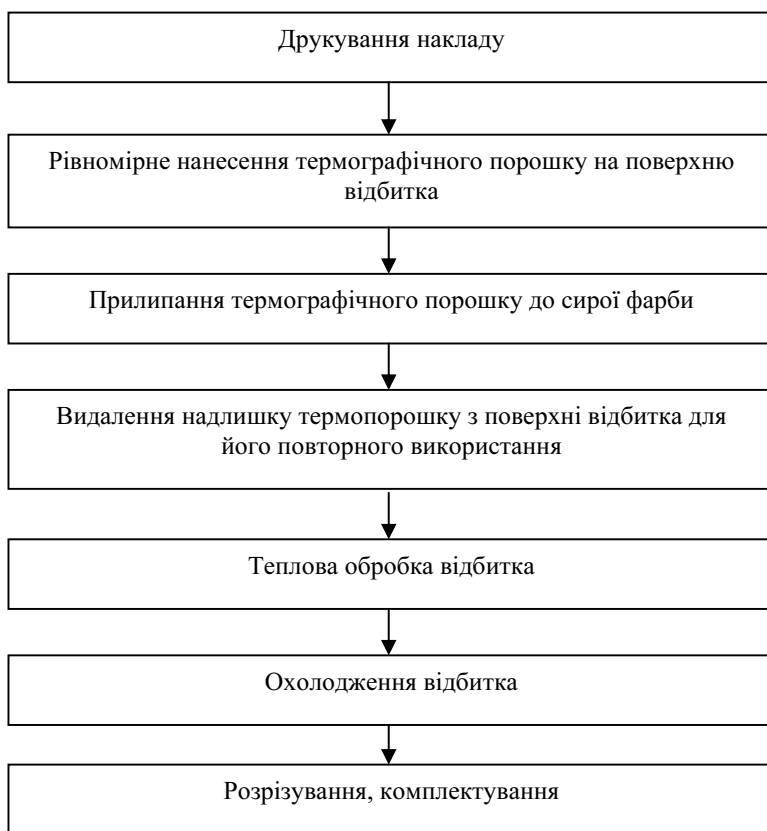 Друкування накладу
Рівномірне нанесення термографічного порошку на поверхню
відбитка
Прилипання термографічного порошку до сирої фарби
Видалення надлишку термопорошку з поверхні відбитка для
його повторного використання
Теплова обробка відбитка
Охолодження відбитка
Розрізування, комплектування